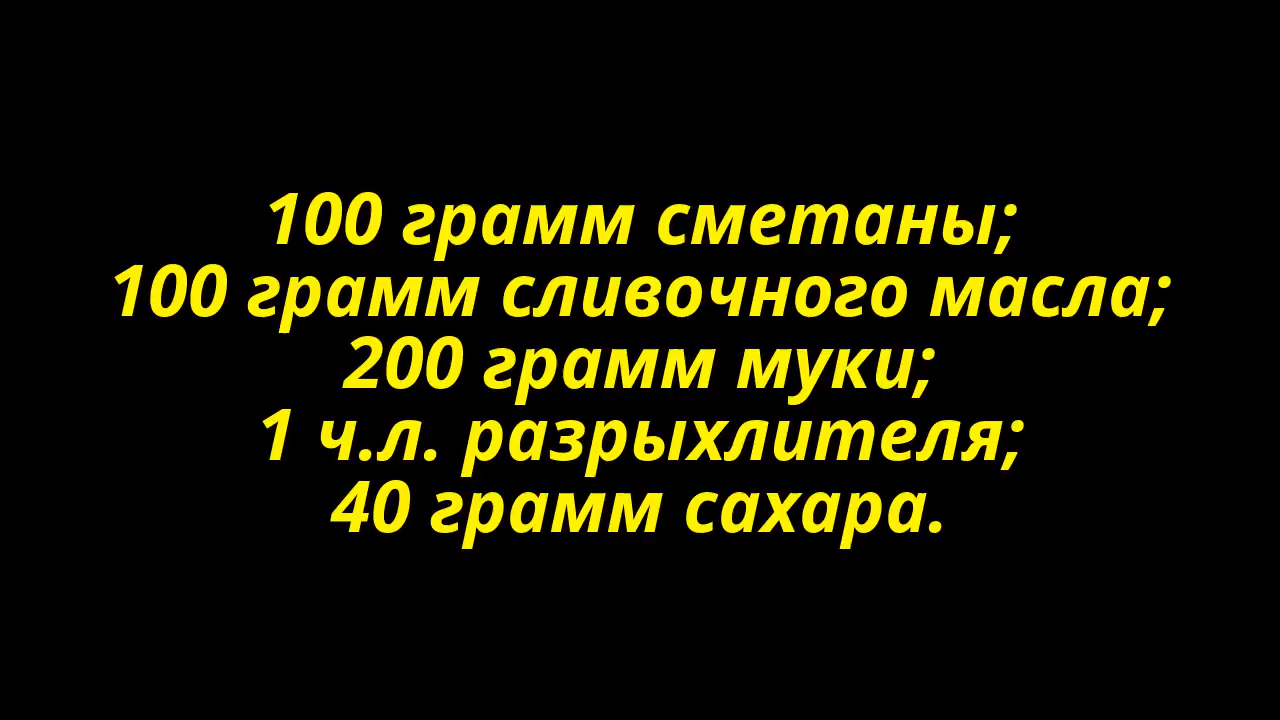 100 грамм сметаны;
100 грамм сливочного масла;
200 грамм муки;
1 ч.л. разрыхлителя;
40 грамм сахара.